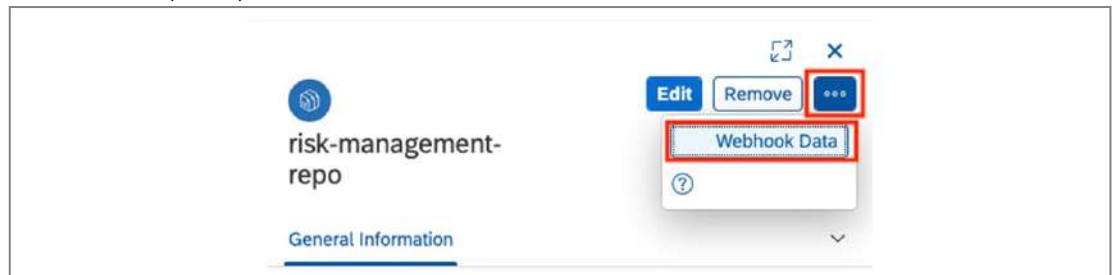 Edit Remove
risk-management-
repo
Webhook Data
General Information